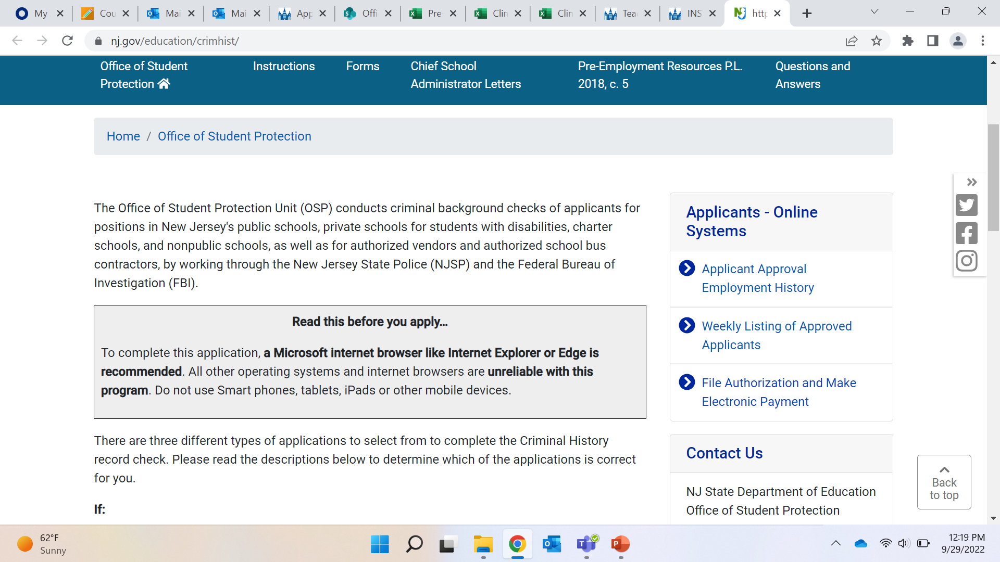 My
Cou
Mai
Mai
App
Offi
Pre
Clin
Clin
Tea
INS
http
nj.gov/education/crimhist/
Office of Student
Protection
Instructions
Forms
Chief School
Administrator Letters
Pre-Employment Resources P.L.
2018, c. 5
Questions and
Answers
Home / Office of Student Protection
The Office of Student Protection Unit (OSP) conducts criminal background checks of applicants for
positions in New Jersey's public schools, private schools for students with disabilities, charter
schools, and nonpublic schools, as well as for authorized vendors and authorized school bus
contractors, by working through the New Jersey State Police (NJSP) and the Federal Bureau of
Investigation (FBI).
Read this before you apply...
To complete this application, a Microsoft internet browser like Internet Explorer or Edge is
recommended. All other operating systems and internet browsers are unreliable with this
program. Do not use Smart phones, tablets, iPads or other mobile devices.
There are three different types of applications to select from to complete the Criminal History
record check. Please read the descriptions below to determine which of the applications is correct
for you.
If:
Applicants - Online
Systems
Applicant Approval
Employment History
Weekly Listing of Approved
Applicants
File Authorization and Make
Electronic Payment
Contact Us
NJ State Department of Education
Office of Student Protection
Back
to top
62°F
Sunny
12:19 PM
9/29/2022